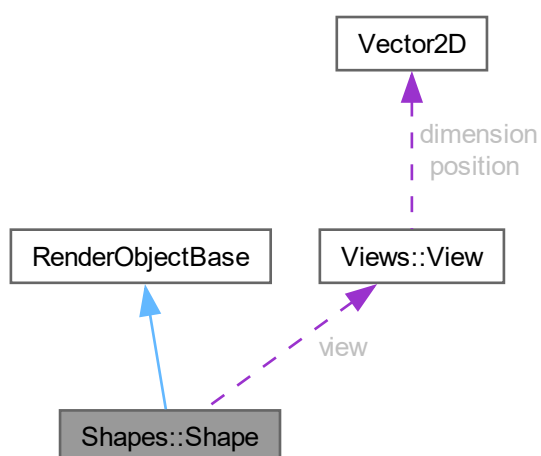 Vector2D
dimension
position
RenderObjectBase
Views::View
view
Shapes::Shape